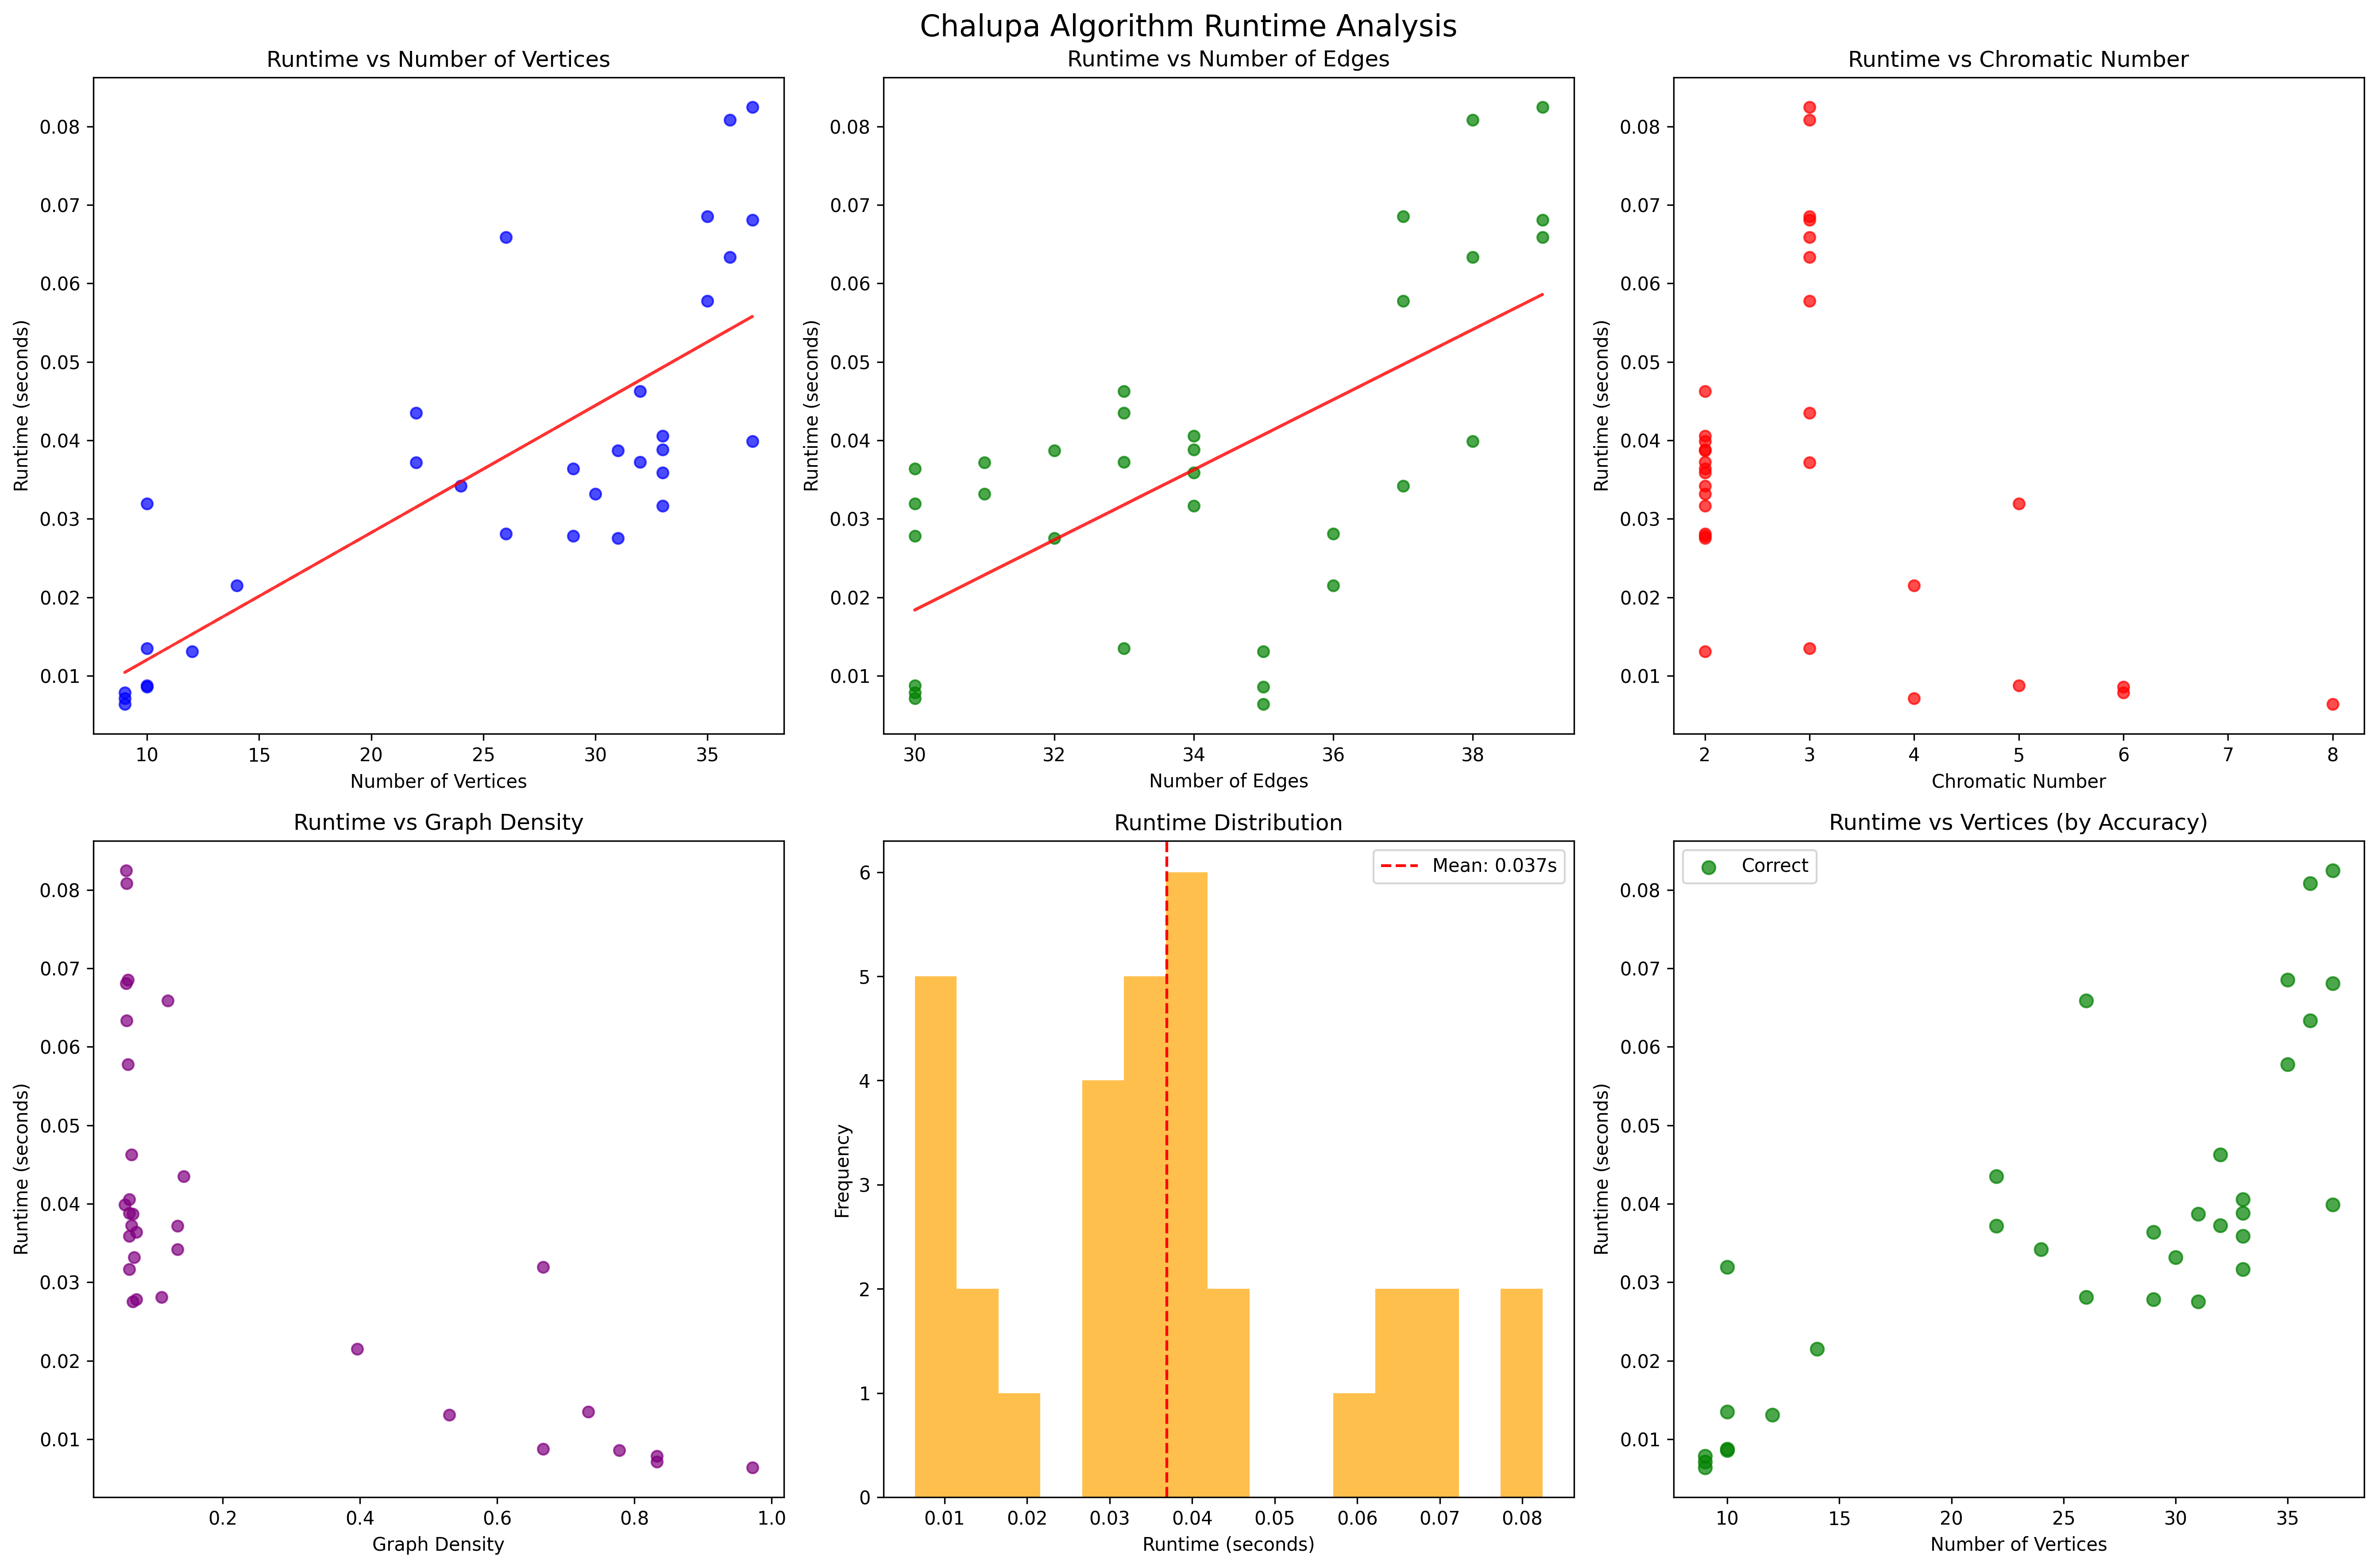 Chalupa Algorithm Runtime Analysis
Runtime vs Number of Vertices
Runtime (seconds)
0.08
0.07
0.06
0.05
0.04
0.03
0.02
0.01
10 15 20 25 30 35
Number of Vertices
Runtime vs Number of Edges
Runtime (seconds)
0.08
0.07
0.06
0.05
0.04
0.03
0.02
0.01
30 32 34 36 38
Number of Edges
Runtime vs Chromatic Number
Runtime (seconds)
0.08
0.07
0.06
0.05
0.04
0.03
0.02
0.01
2 3 4 5 6 7 8
Chromatic Number
Runtime vs Graph Density
Runtime (seconds)
0.08
0.07
0.06
0.05
0.04
0.03
0.02
0.01
0.2 0.4 0.6 0.8 1.0
Graph Density
Runtime Distribution
Mean: 0.037s
Frequency
6
5
4
3
2
1
0
0.01 0.02 0.03 0.04 0.05 0.06 0.07 0.08
Runtime (seconds)
Runtime vs Vertices (by Accuracy)
Correct
Runtime (seconds)
0.08
0.07
0.06
0.05
0.04
0.03
0.02
0.01
10 15 20 25 30 35
Number of Vertices